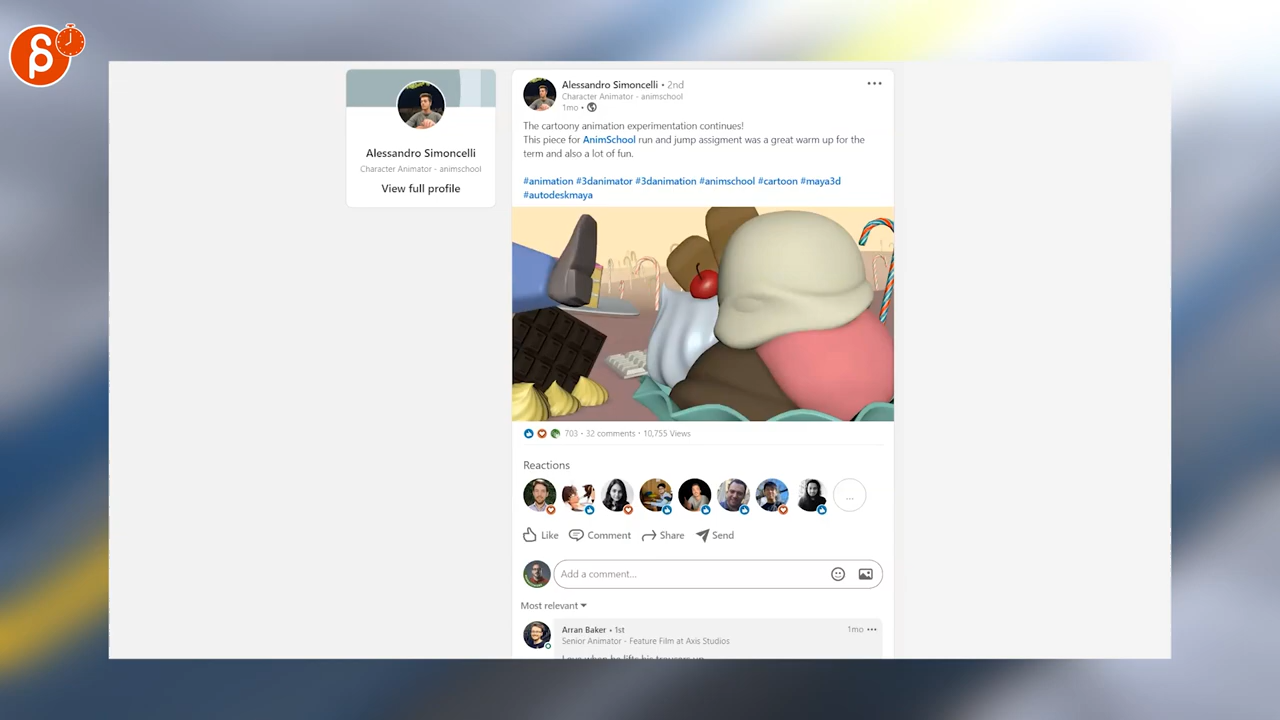 Alessandro Simoncelli
Character Animator - animschool
View full profile
Alessandro Simoncelli • 2nd
Character Animator - animschool
1mo •
The cartoony animation experimentation continues!
This piece for AnimSchool run and jump assigment was a great warm up for the
term and also a lot of fun.
#animation #3danimator #3danimation #animschool #cartoon #maya3d
#autodeskmaya
703 · 32 comments · 10,755 Views
Reactions
...
Like Comment Share Send
Add a comment...
Most relevant
Arran Baker • 1st 1mo
Senior Animator - Feature Film at Axis Studios